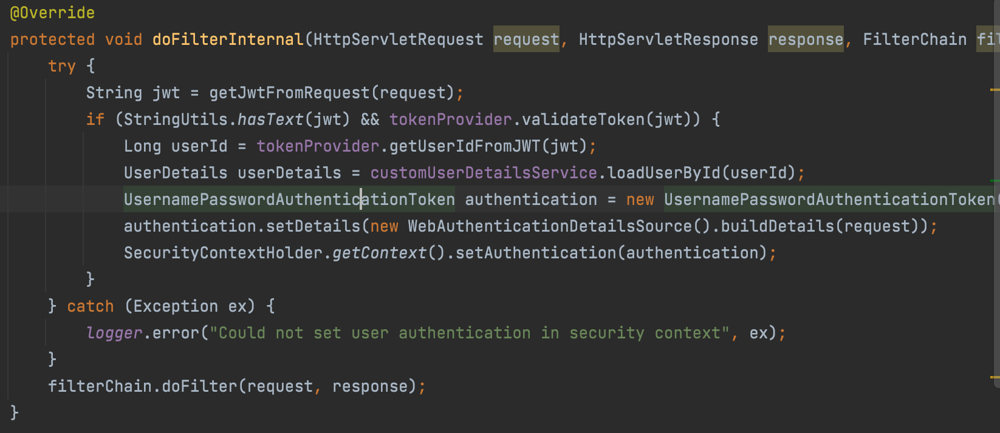 @Override
protected void doFilterInternal(HttpServletRequest request, HttpServletResponse response, FilterChain fil
try {
String jwt = getJwtFromRequest(request);
if (StringUtils.hasText(jwt) && tokenProvider.validateToken(jwt)) {
Long userId = tokenProvider.getUserIdFromJWT(jwt);
UserDetails userDetails = customUserDetailsService.loadUserById(userId);
UsernamePasswordAuthenticationToken authentication = new UsernamePasswordAuthenticationToken(
authentication.setDetails(new WebAuthenticationDetailsSource().buildDetails(request));
SecurityContextHolder.getContext().setAuthentication(authentication);
}
} catch (Exception ex) {
logger.error("Could not set user authentication in security context", ex);
}
filterChain.doFilter(request, response);
}